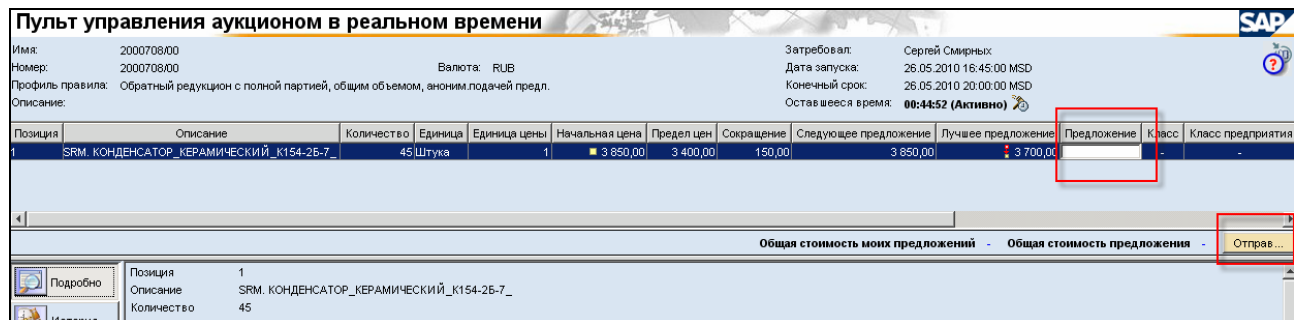 Пульт управления аукционом в реальном времени
SAP
Имя: 2000708/00 Затребовал: Сергей Смирных
Номер: 2000708/00 Валюта: RUB Дата запуска: 26.05.2010 16:45:00 MSD
Профиль правила: Обратный редукцион с полной партией, общим объемом, аноним.подачей предл. Конечный срок: 26.05.2010 20:00:00 MSD
Описание: Оставшееся время: 00:44:52 (Активно)
Позиция Описание Количество Единица Единица цены Начальная цена Предел цен Сокращение Следующее предложение Лучшее предложение Предложение Класс Класс предприятия
1 SRM. КОНДЕНСАТОР_КЕРАМИЧЕСКИЙ_К154-2Б-7_ 45 Штука 1 3 850,00 3 400,00 150,00 3 850,00 3 700,00 - -
Общая стоимость моих предложений - Общая стоимость предложения - Отправ...
Подробно
Позиция 1
Описание SRM. КОНДЕНСАТОР_КЕРАМИЧЕСКИЙ_К154-2Б-7_
Количество 45